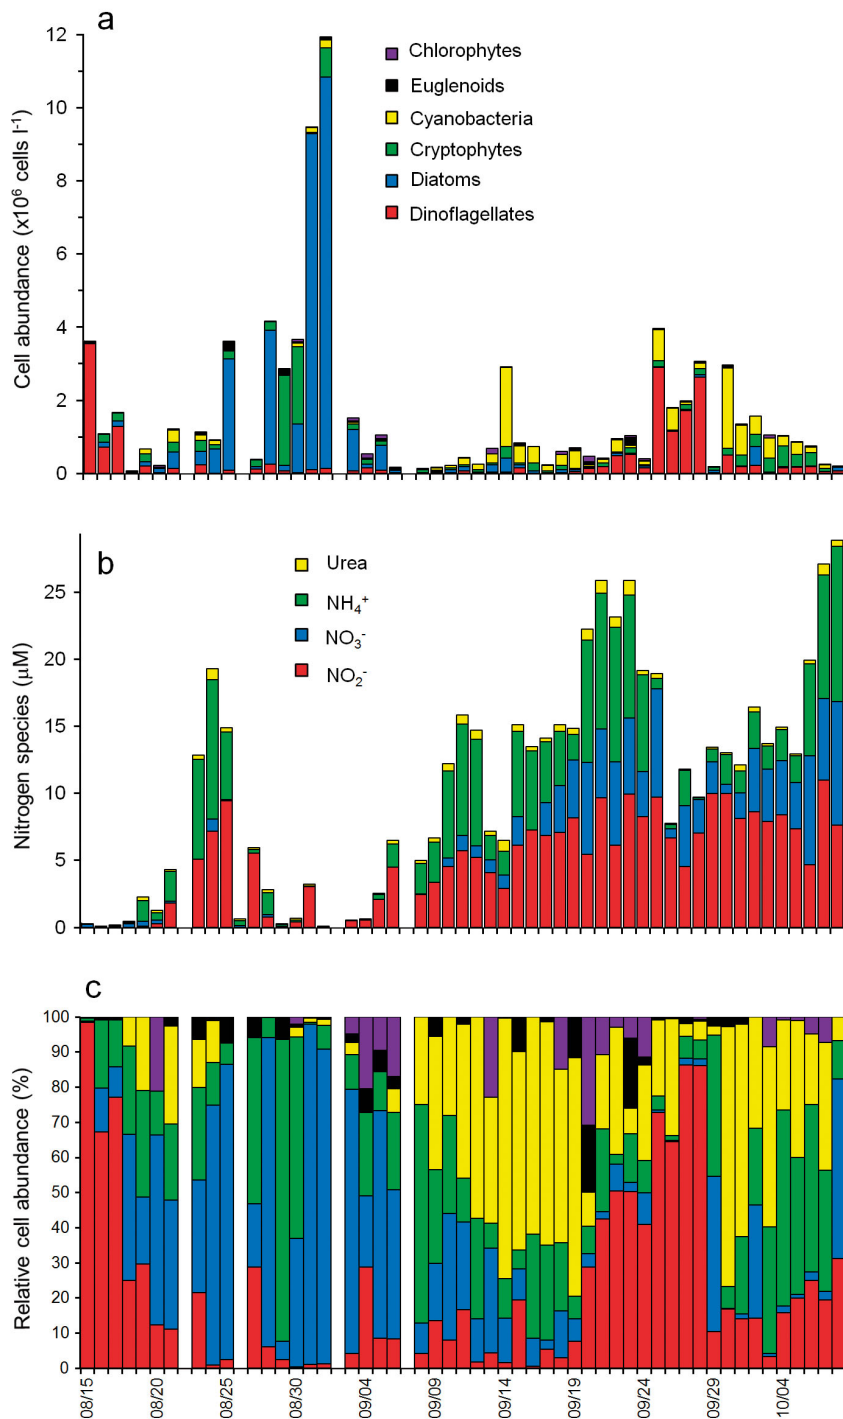 a
12
10
8
6
4
2
0
Cell abundance (x10⁶ cells l⁻¹)
Chlorophytes
Euglenoids
Cyanobacteria
Cryptophytes
Diatoms
Dinoflagellates
b
25
20
15
10
5
0
Nitrogen species (µM)
Urea
NH₄⁺
NO₃⁻
NO₂⁻
c
100
90
80
70
60
50
40
30
20
10
0
Relative cell abundance (%)
08/15
08/20
08/25
08/30
09/04
09/09
09/14
09/19
09/24
09/29
10/04